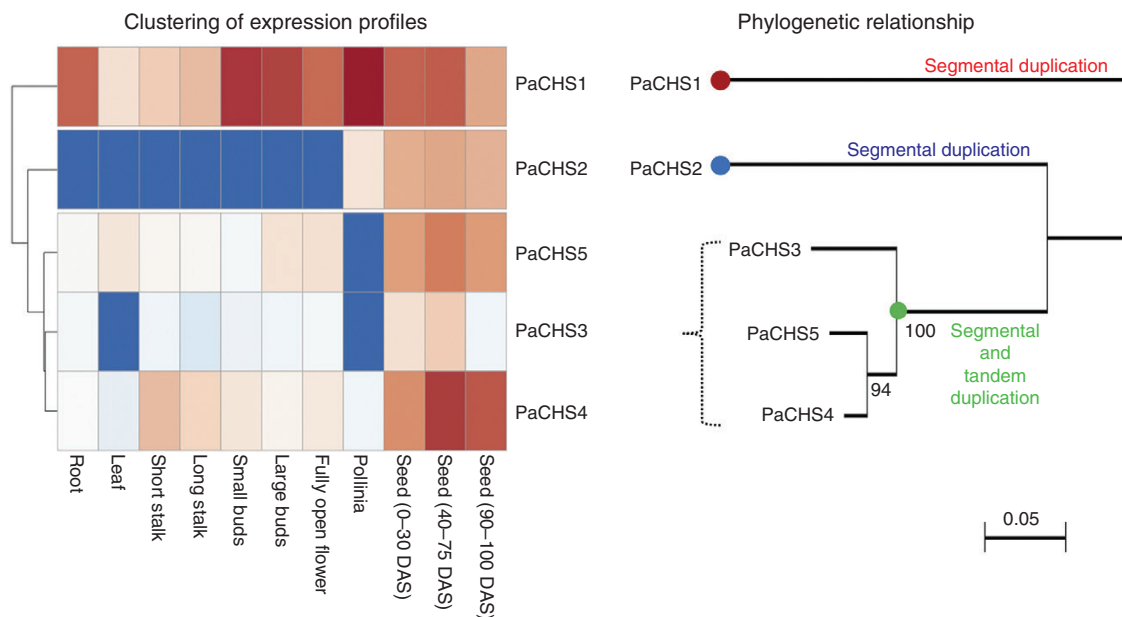 Clustering of expression profiles
PaCHS1
PaCHS2
PaCHS5
PaCHS3
PaCHS4
Root
Leaf
Short stalk
Long stalk
Small buds
Large buds
Fully open flower
Pollinia
Seed (0–30 DAS)
Seed (40–75 DAS)
Seed (90–100 DAS)
Phylogenetic relationship
PaCHS1
Segmental duplication
PaCHS2
Segmental duplication
PaCHS3
100
PaCHS5
94
PaCHS4
Segmental
and
tandem
duplication
0.05